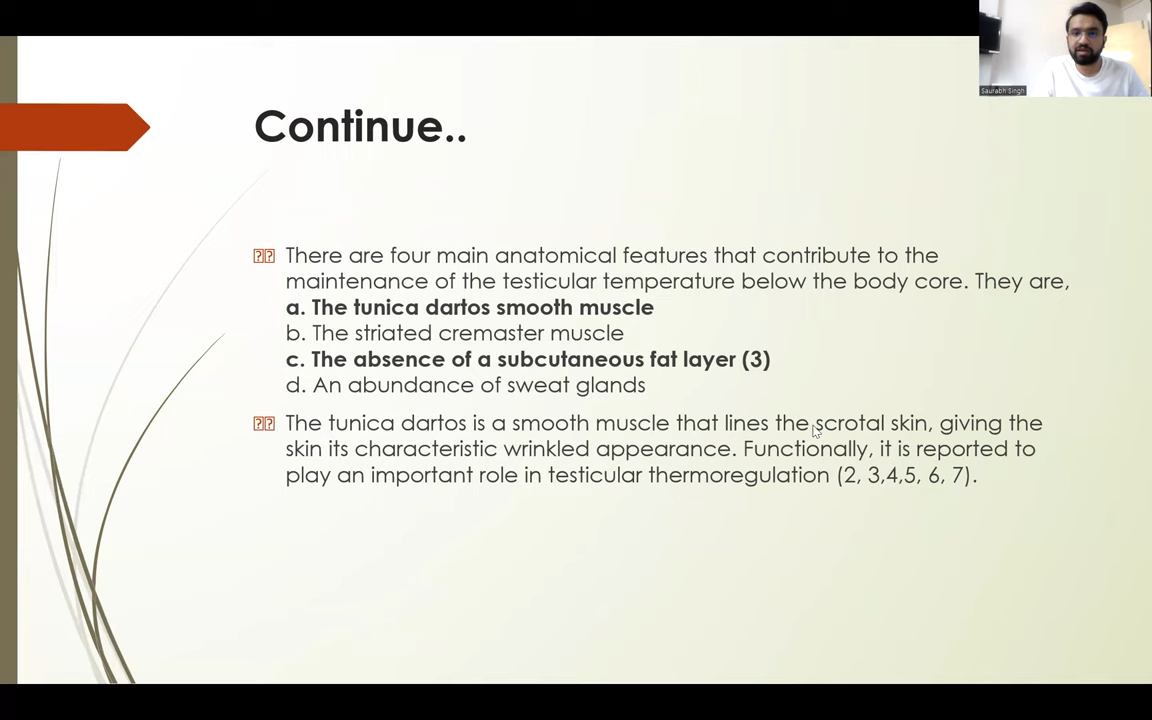 Saurabh Singh
Continue..
There are four main anatomical features that contribute to the
maintenance of the testicular temperature below the body core. They are,
a. The tunica dartos smooth muscle
b. The striated cremaster muscle
c. The absence of a subcutaneous fat layer (3)
d. An abundance of sweat glands
The tunica dartos is a smooth muscle that lines the scrotal skin, giving the
skin its characteristic wrinkled appearance. Functionally, it is reported to
play an important role in testicular thermoregulation (2, 3,4,5, 6, 7).